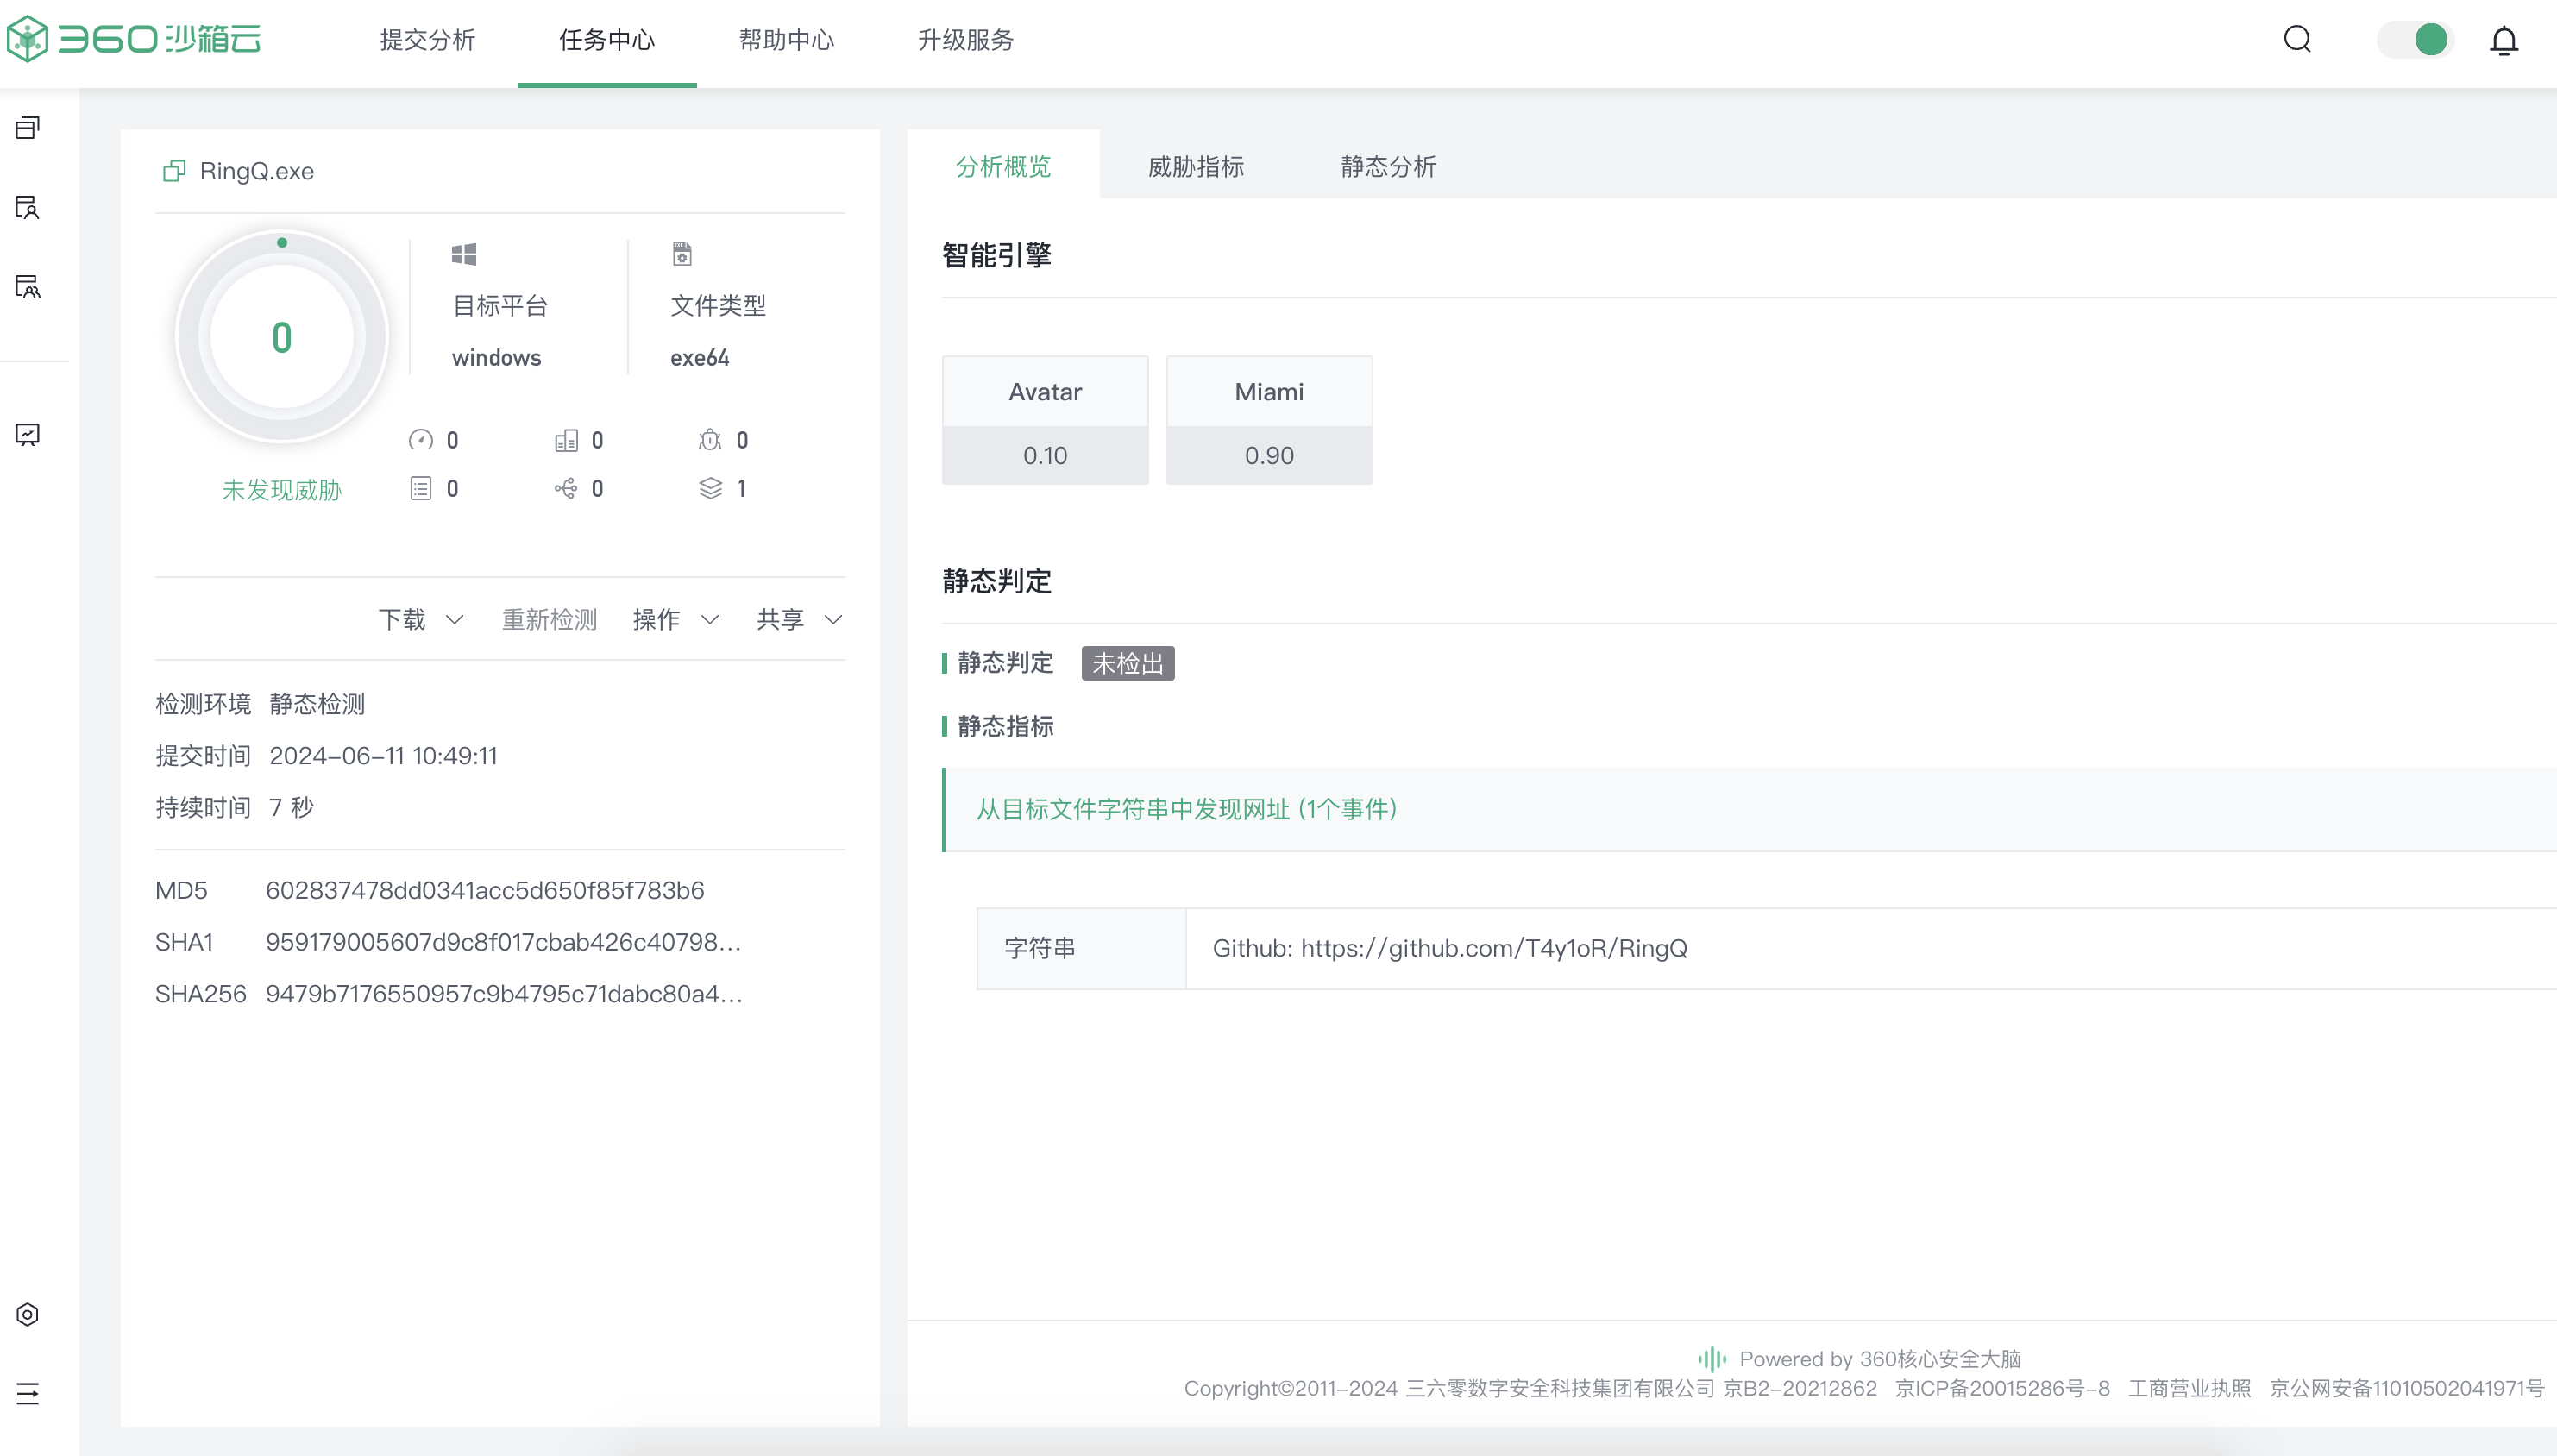 360沙箱云
提交分析 任务中心 帮助中心 升级服务
RingQ.exe
0
未发现威胁
目标平台
windows
文件类型
exe64
0 0 0
0 0 1
下载 重新检测 操作 共享
检测环境 静态检测
提交时间 2024-06-11 10:49:11
持续时间 7 秒
MD5 602837478dd0341acc5d650f85f783b6
SHA1 959179005607d9c8f017cbab426c40798...
SHA256 9479b7176550957c9b4795c71dabc80a4...
分析概览 威胁指标 静态分析
智能引擎
Avatar Miami
0.10 0.90
静态判定
静态判定 未检出
静态指标
从目标文件字符串中发现网址 (1个事件)
字符串 Github: https://github.com/T4y1oR/RingQ
Powered by 360核心安全大脑
Copyright©2011-2024 三六零数字安全科技集团有限公司 京B2-20212862 京ICP备20015286号-8 工商营业执照 京公网安备11010502041971号